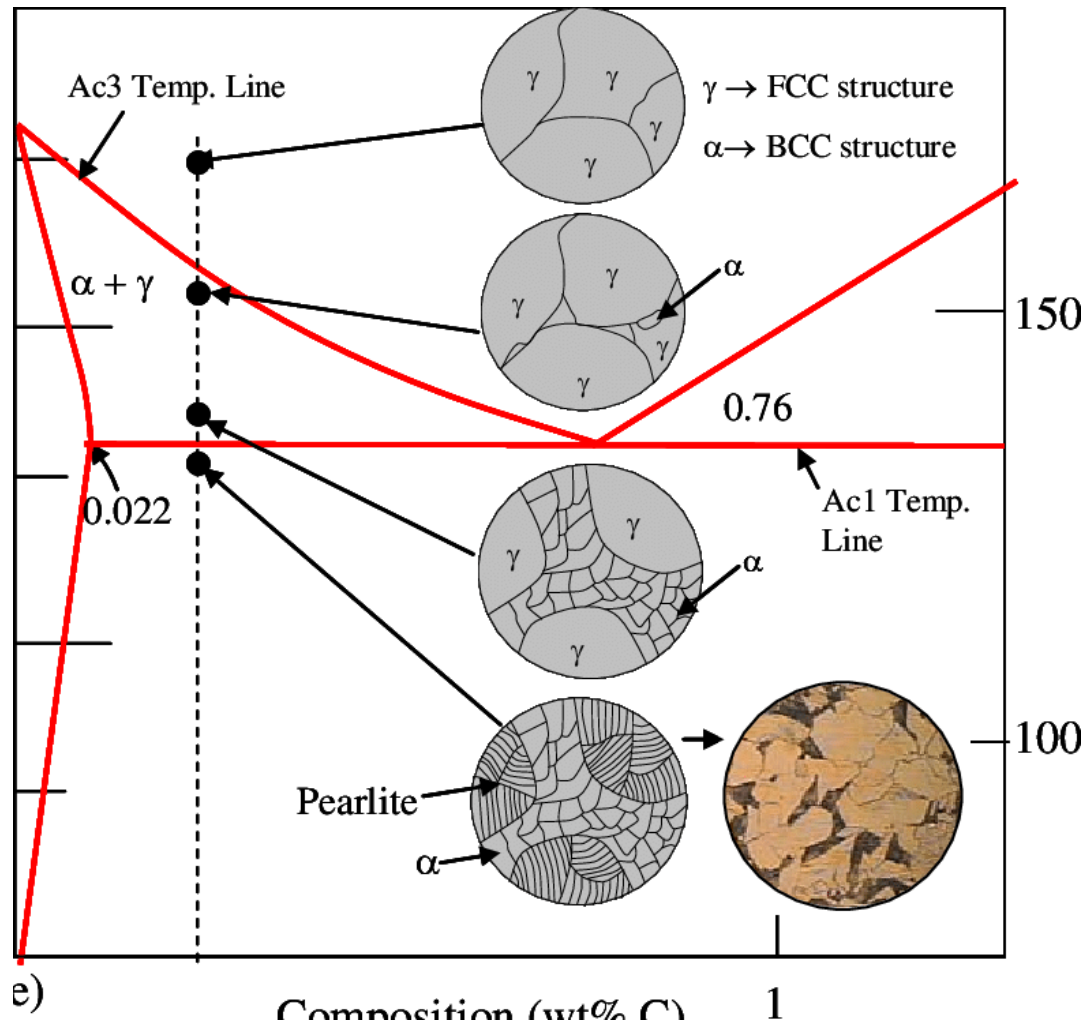 Ac3 Temp. Line
γ
γ
γ
γ
γ → FCC structure
α→ BCC structure
α + γ
γ
γ
γ
γ
α
150
0.76
0.022
Ac1 Temp.
Line
γ
γ
γ
α
100
Pearlite
α
e)
Composition (wt% C)
1